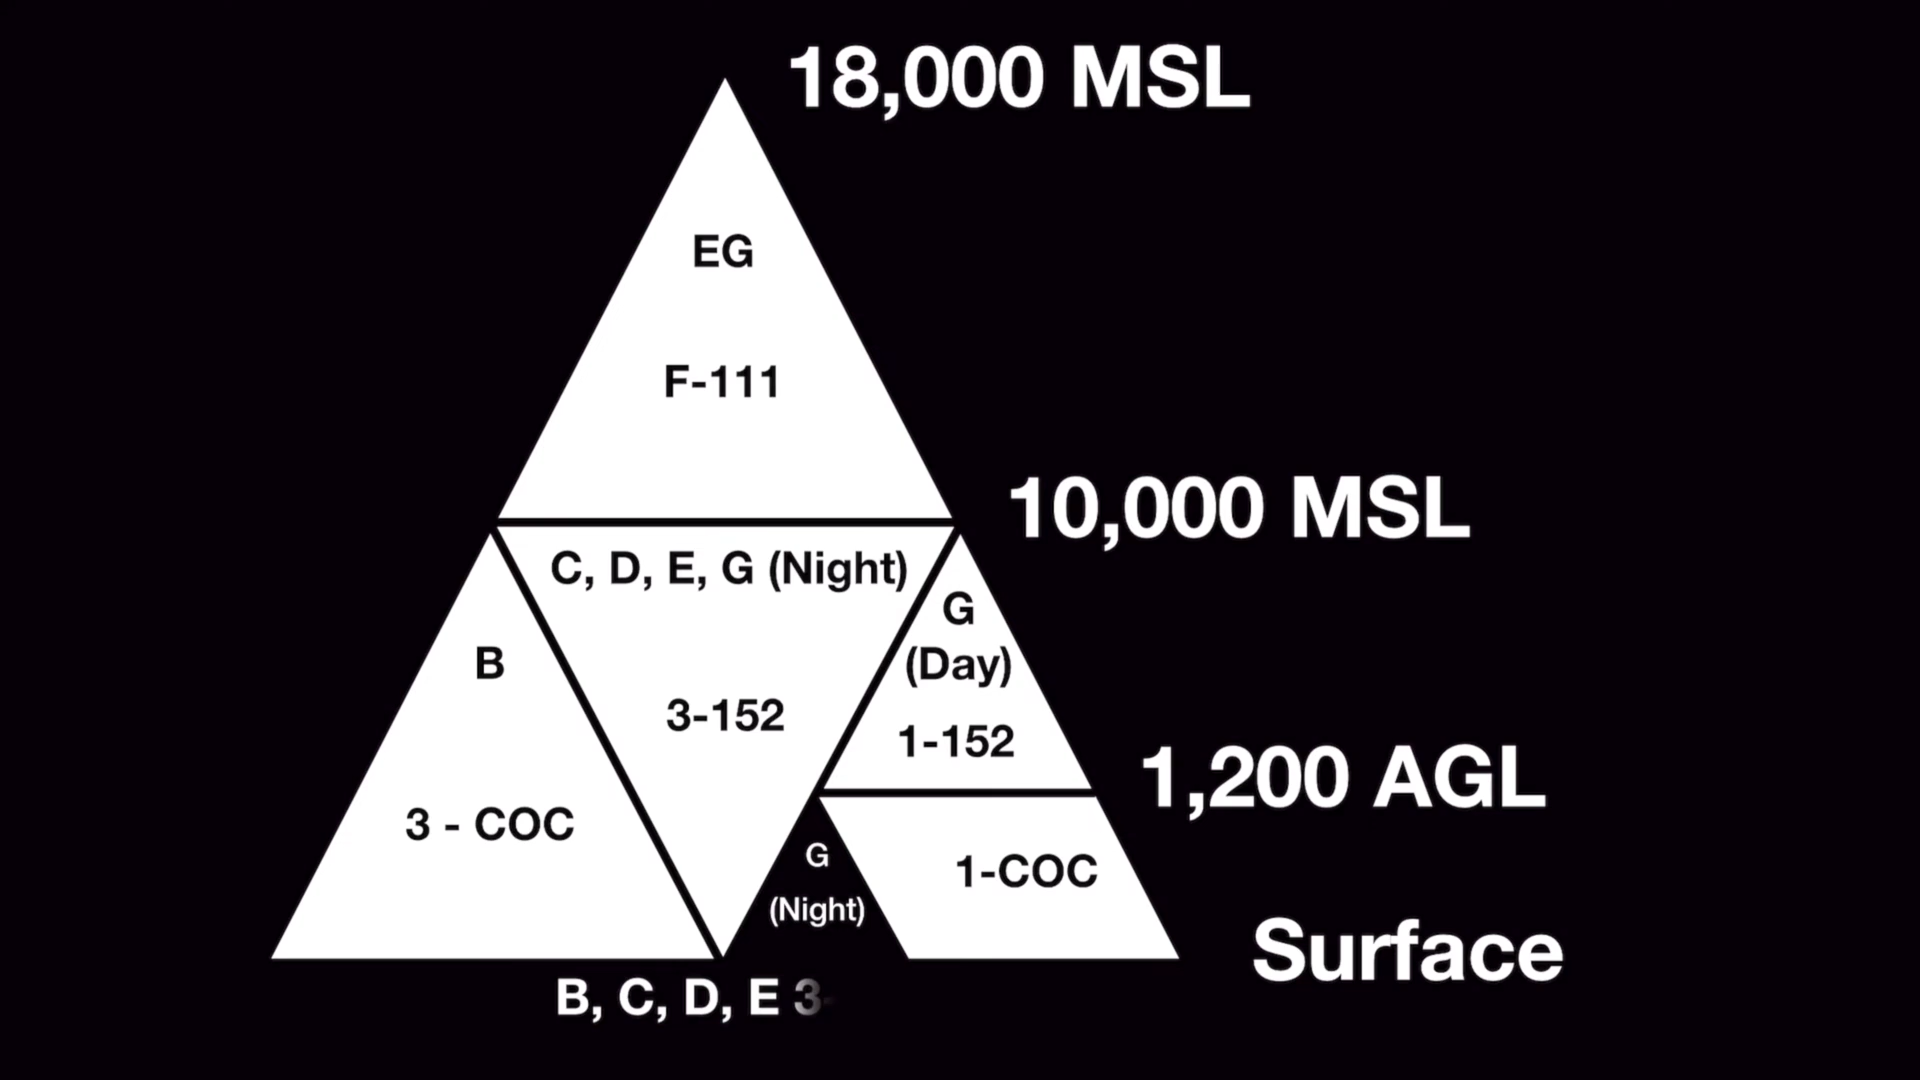 18,000 MSL
EG
F-111
10,000 MSL
C, D, E, G (Night)
G
(Day)
B
3-152
1-152
1,200 AGL
3 - COC
G
(Night)
1-COC
Surface
B, C, D, E 3-